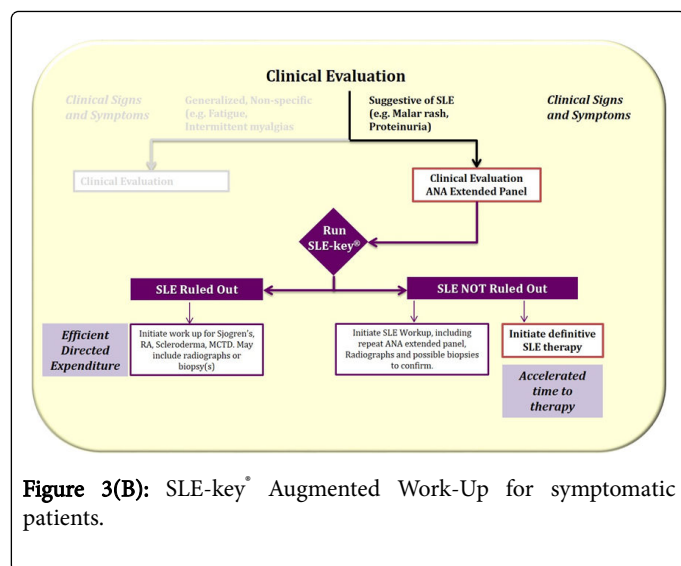 Clinical Evaluation
Clinical Signs
and Symptoms
Generalized, Non-specific
(e.g. Fatigue,
Intermittent myalgias
Suggestive of SLE
(e.g. Malar rash,
Proteinuria)
Clinical Signs
and Symptoms
Clinical Evaluation
Clinical Evaluation
ANA Extended Panel
Run
SLE-key®
SLE Ruled Out
SLE NOT Ruled Out
Efficient
Directed
Expenditure
Initiate work up for Sjogren's,
RA, Scleroderma, MCTD. May
include radiographs or
biopsy(s)
Initiate SLE Workup, including
repeat ANA extended panel,
Radiographs and possible biopsies
to confirm.
Initiate definitive
SLE therapy
Accelerated
time to
therapy
Figure 3(B): SLE-key® Augmented Work-Up for symptomatic
patients.